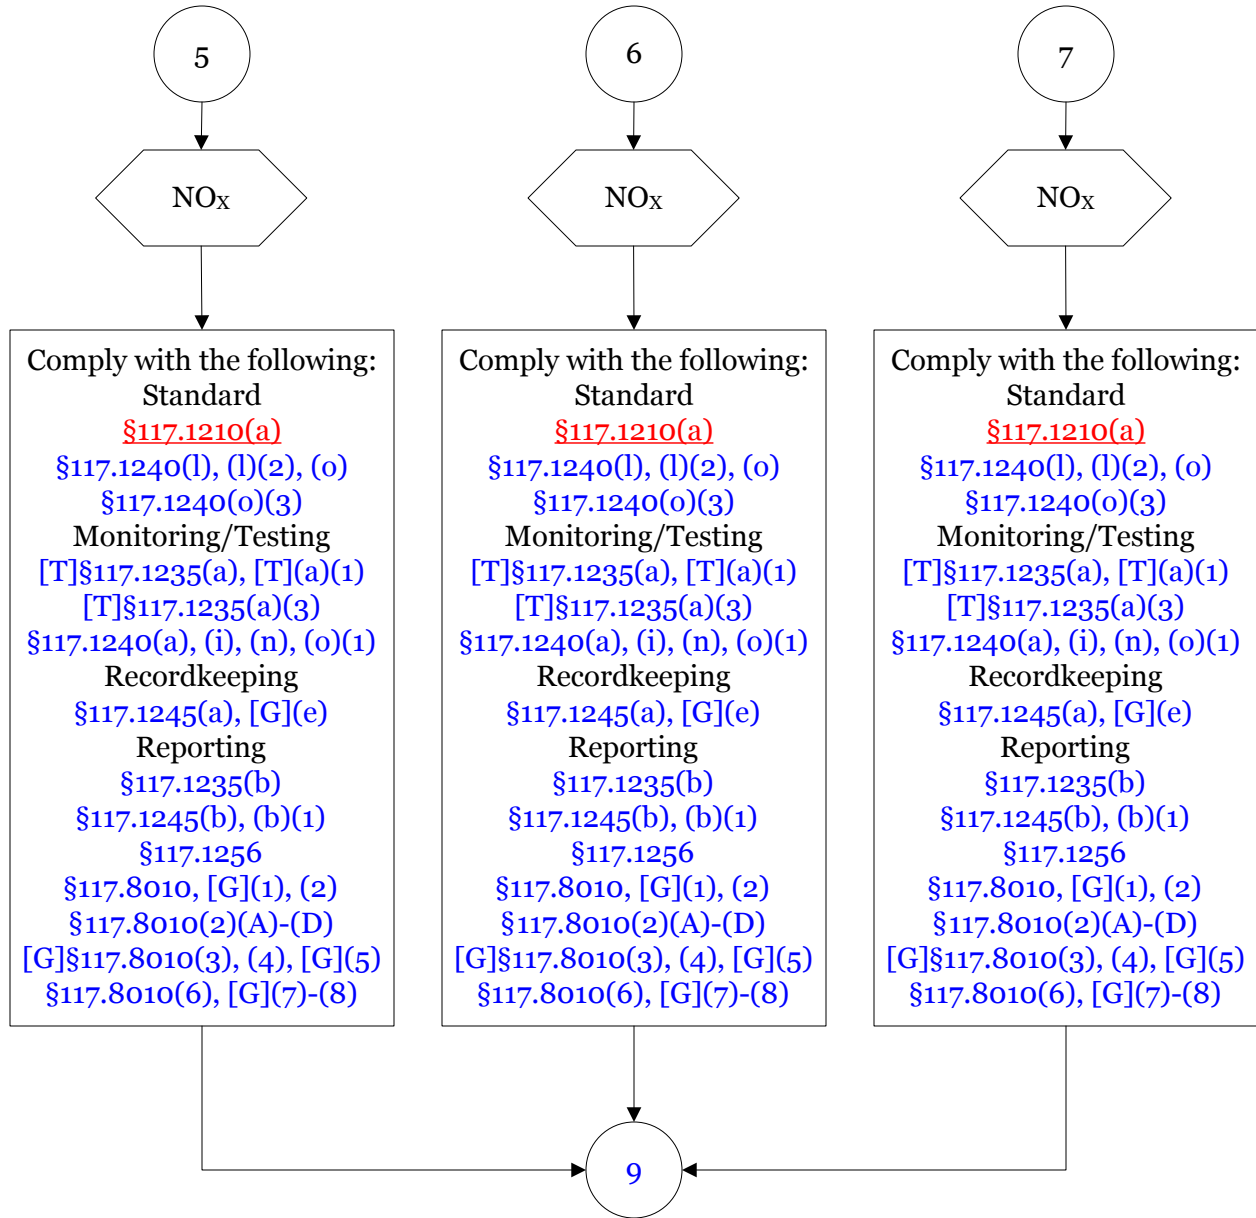 5
NOX
Comply with the following:
Standard
§117.1210(a)
§117.1240(l), (l)(2), (o)
§117.1240(o)(3)
Monitoring/Testing
[T]§117.1235(a), [T](a)(1)
[T]§117.1235(a)(3)
§117.1240(a), (i), (n), (o)(1)
Recordkeeping
§117.1245(a), [G](e)
Reporting
§117.1235(b)
§117.1245(b), (b)(1)
§117.1256
§117.8010, [G](1), (2)
§117.8010(2)(A)-(D)
[G]§117.8010(3), (4), [G](5)
§117.8010(6), [G](7)-(8)
6
NOX
Comply with the following:
Standard
§117.1210(a)
§117.1240(l), (l)(2), (o)
§117.1240(o)(3)
Monitoring/Testing
[T]§117.1235(a), [T](a)(1)
[T]§117.1235(a)(3)
§117.1240(a), (i), (n), (o)(1)
Recordkeeping
§117.1245(a), [G](e)
Reporting
§117.1235(b)
§117.1245(b), (b)(1)
§117.1256
§117.8010, [G](1), (2)
§117.8010(2)(A)-(D)
[G]§117.8010(3), (4), [G](5)
§117.8010(6), [G](7)-(8)
7
NOX
Comply with the following:
Standard
§117.1210(a)
§117.1240(l), (l)(2), (o)
§117.1240(o)(3)
Monitoring/Testing
[T]§117.1235(a), [T](a)(1)
[T]§117.1235(a)(3)
§117.1240(a), (i), (n), (o)(1)
Recordkeeping
§117.1245(a), [G](e)
Reporting
§117.1235(b)
§117.1245(b), (b)(1)
§117.1256
§117.8010, [G](1), (2)
§117.8010(2)(A)-(D)
[G]§117.8010(3), (4), [G](5)
§117.8010(6), [G](7)-(8)
9